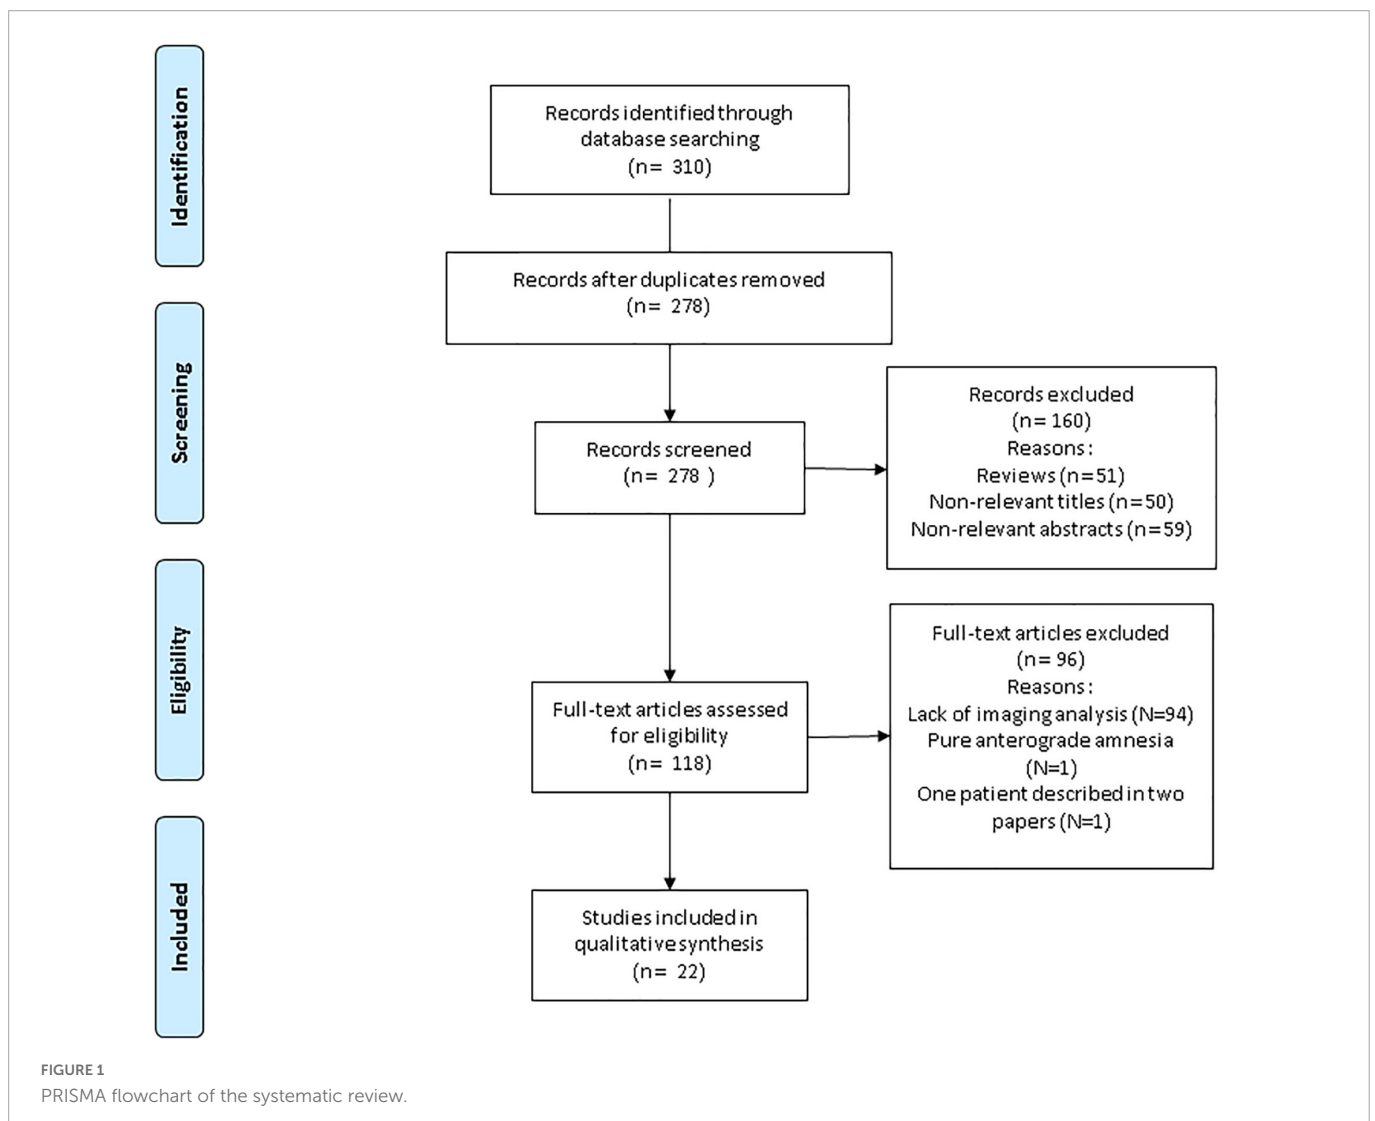 Identification
Records identified through
database searching
(n= 310)
Records after duplicates removed
(n= 278)
Screening
Records screened
(n= 278 )
Records excluded
(n= 160)
Reasons:
Reviews (n=51)
Non-relevant titles (n=50)
Non-relevant abstracts (n=59)
Eligibility
Full-text articles assessed
for eligibility
(n= 118)
Full-text articles excluded
(n= 96)
Reasons:
Lack of imaging analysis (N=94)
Pure anterograde amnesia
(N=1)
One patient described in two
papers (N=1)
Included
Studies included in
qualitative synthesis
(n= 22)
FIGURE 1
PRISMA flowchart of the systematic review.